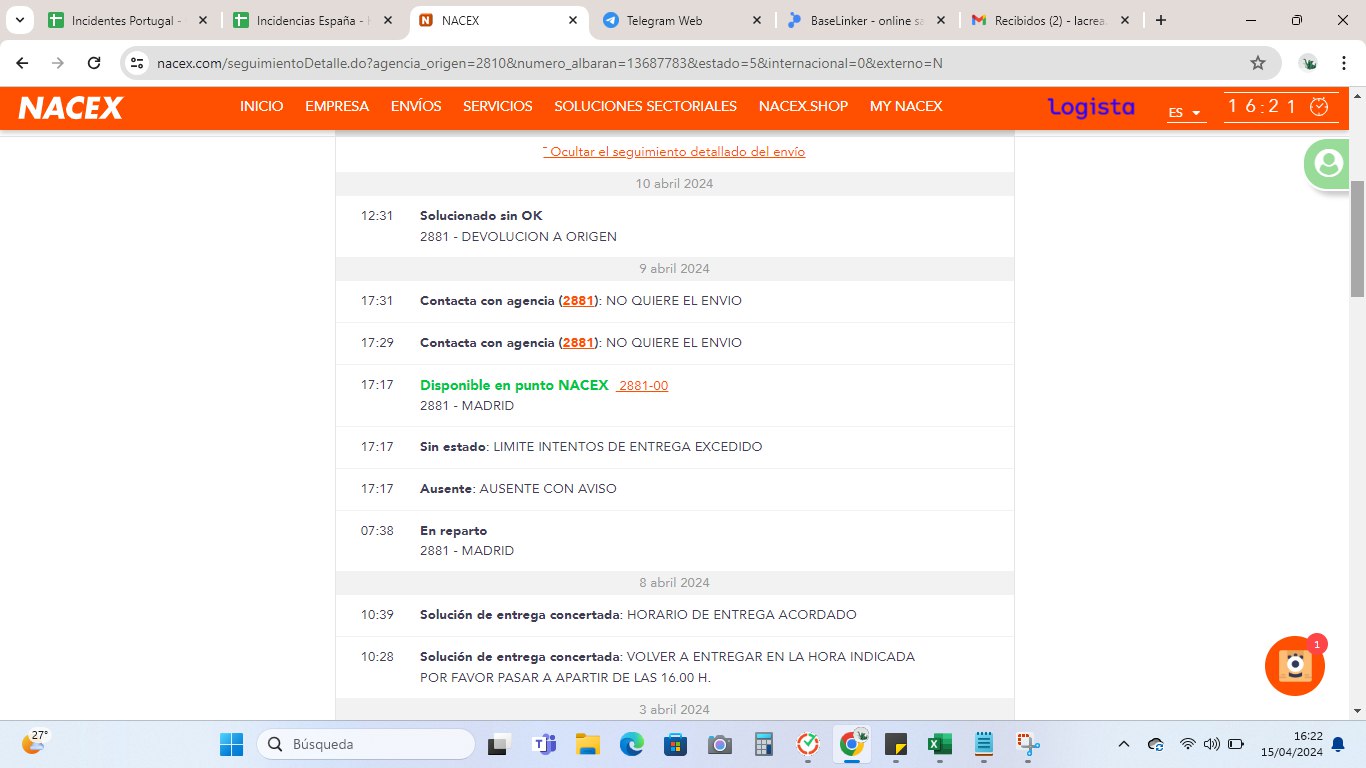 Incidentes Portugal -
Incidencias España - H
NACEX
Telegram Web
BaseLinker - online sa
Recibidos (2) - lacrea
nacex.com/seguimientoDetalle.do?agencia_origen=2810&numero_albaran=13687783&estado=5&internacional=0&externo=N
NACEX
INICIO
EMPRESA
ENVÍOS
SERVICIOS
SOLUCIONES SECTORIALES
NACEX.SHOP
MY NACEX
logista
ES
16:21
Ocultar el seguimiento detallado del envío
10 abril 2024
12:31 Solucionado sin OK
2881 - DEVOLUCION A ORIGEN
9 abril 2024
17:31 Contacta con agencia (2881): NO QUIERE EL ENVIO
17:29 Contacta con agencia (2881): NO QUIERE EL ENVIO
17:17 Disponible en punto NACEX 2881-00
2881 - MADRID
17:17 Sin estado: LIMITE INTENTOS DE ENTREGA EXCEDIDO
17:17 Ausente: AUSENTE CON AVISO
07:38 En reparto
2881 - MADRID
8 abril 2024
10:39 Solución de entrega concertada: HORARIO DE ENTREGA ACORDADO
10:28 Solución de entrega concertada: VOLVER A ENTREGAR EN LA HORA INDICADA
POR FAVOR PASAR A APARTIR DE LAS 16.00 H.
1
3 abril 2024
27°
Búsqueda
16:22
15/04/2024